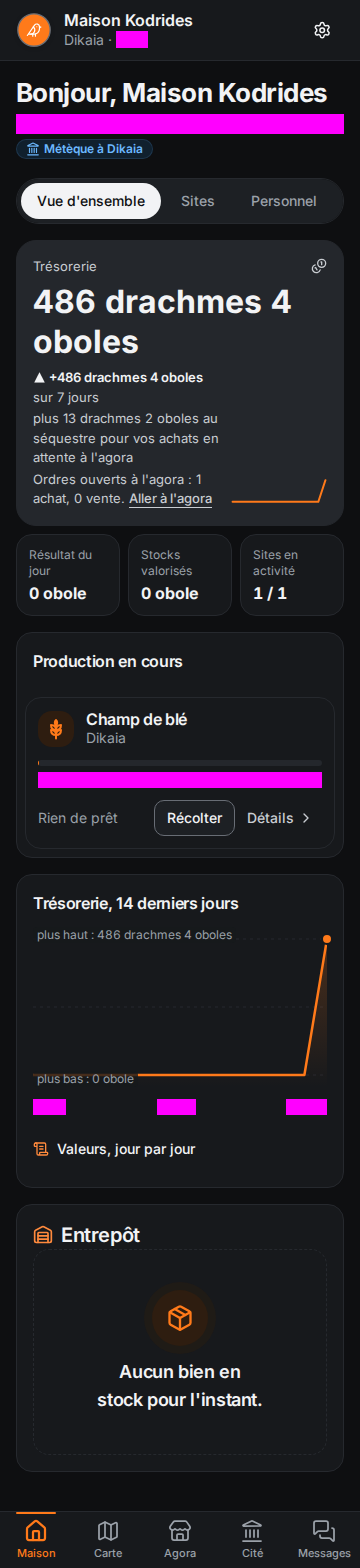 Maison Kodrides
Dikaia ·
Bonjour, Maison Kodrides
Métèque à Dikaia
Vue d'ensemble
Sites
Personnel
Trésorerie
486 drachmes 4
oboles
▲ +486 drachmes 4 oboles
sur 7 jours
plus 13 drachmes 2 oboles au
séquestre pour vos achats en
attente à l'agora
Ordres ouverts à l'agora : 1
achat, 0 vente. Aller à l'agora
Résultat du
jour
0 obole
Stocks
valorisés
0 obole
Sites en
activité
1 / 1
Production en cours
Champ de blé
Dikaia
Rien de prêt
Récolter
Détails
Trésorerie, 14 derniers jours
plus haut : 486 drachmes 4 oboles
plus bas : 0 obole
Valeurs, jour par jour
Entrepôt
Aucun bien en
stock pour l'instant.
Maison
Carte
Agora
Cité
Messages